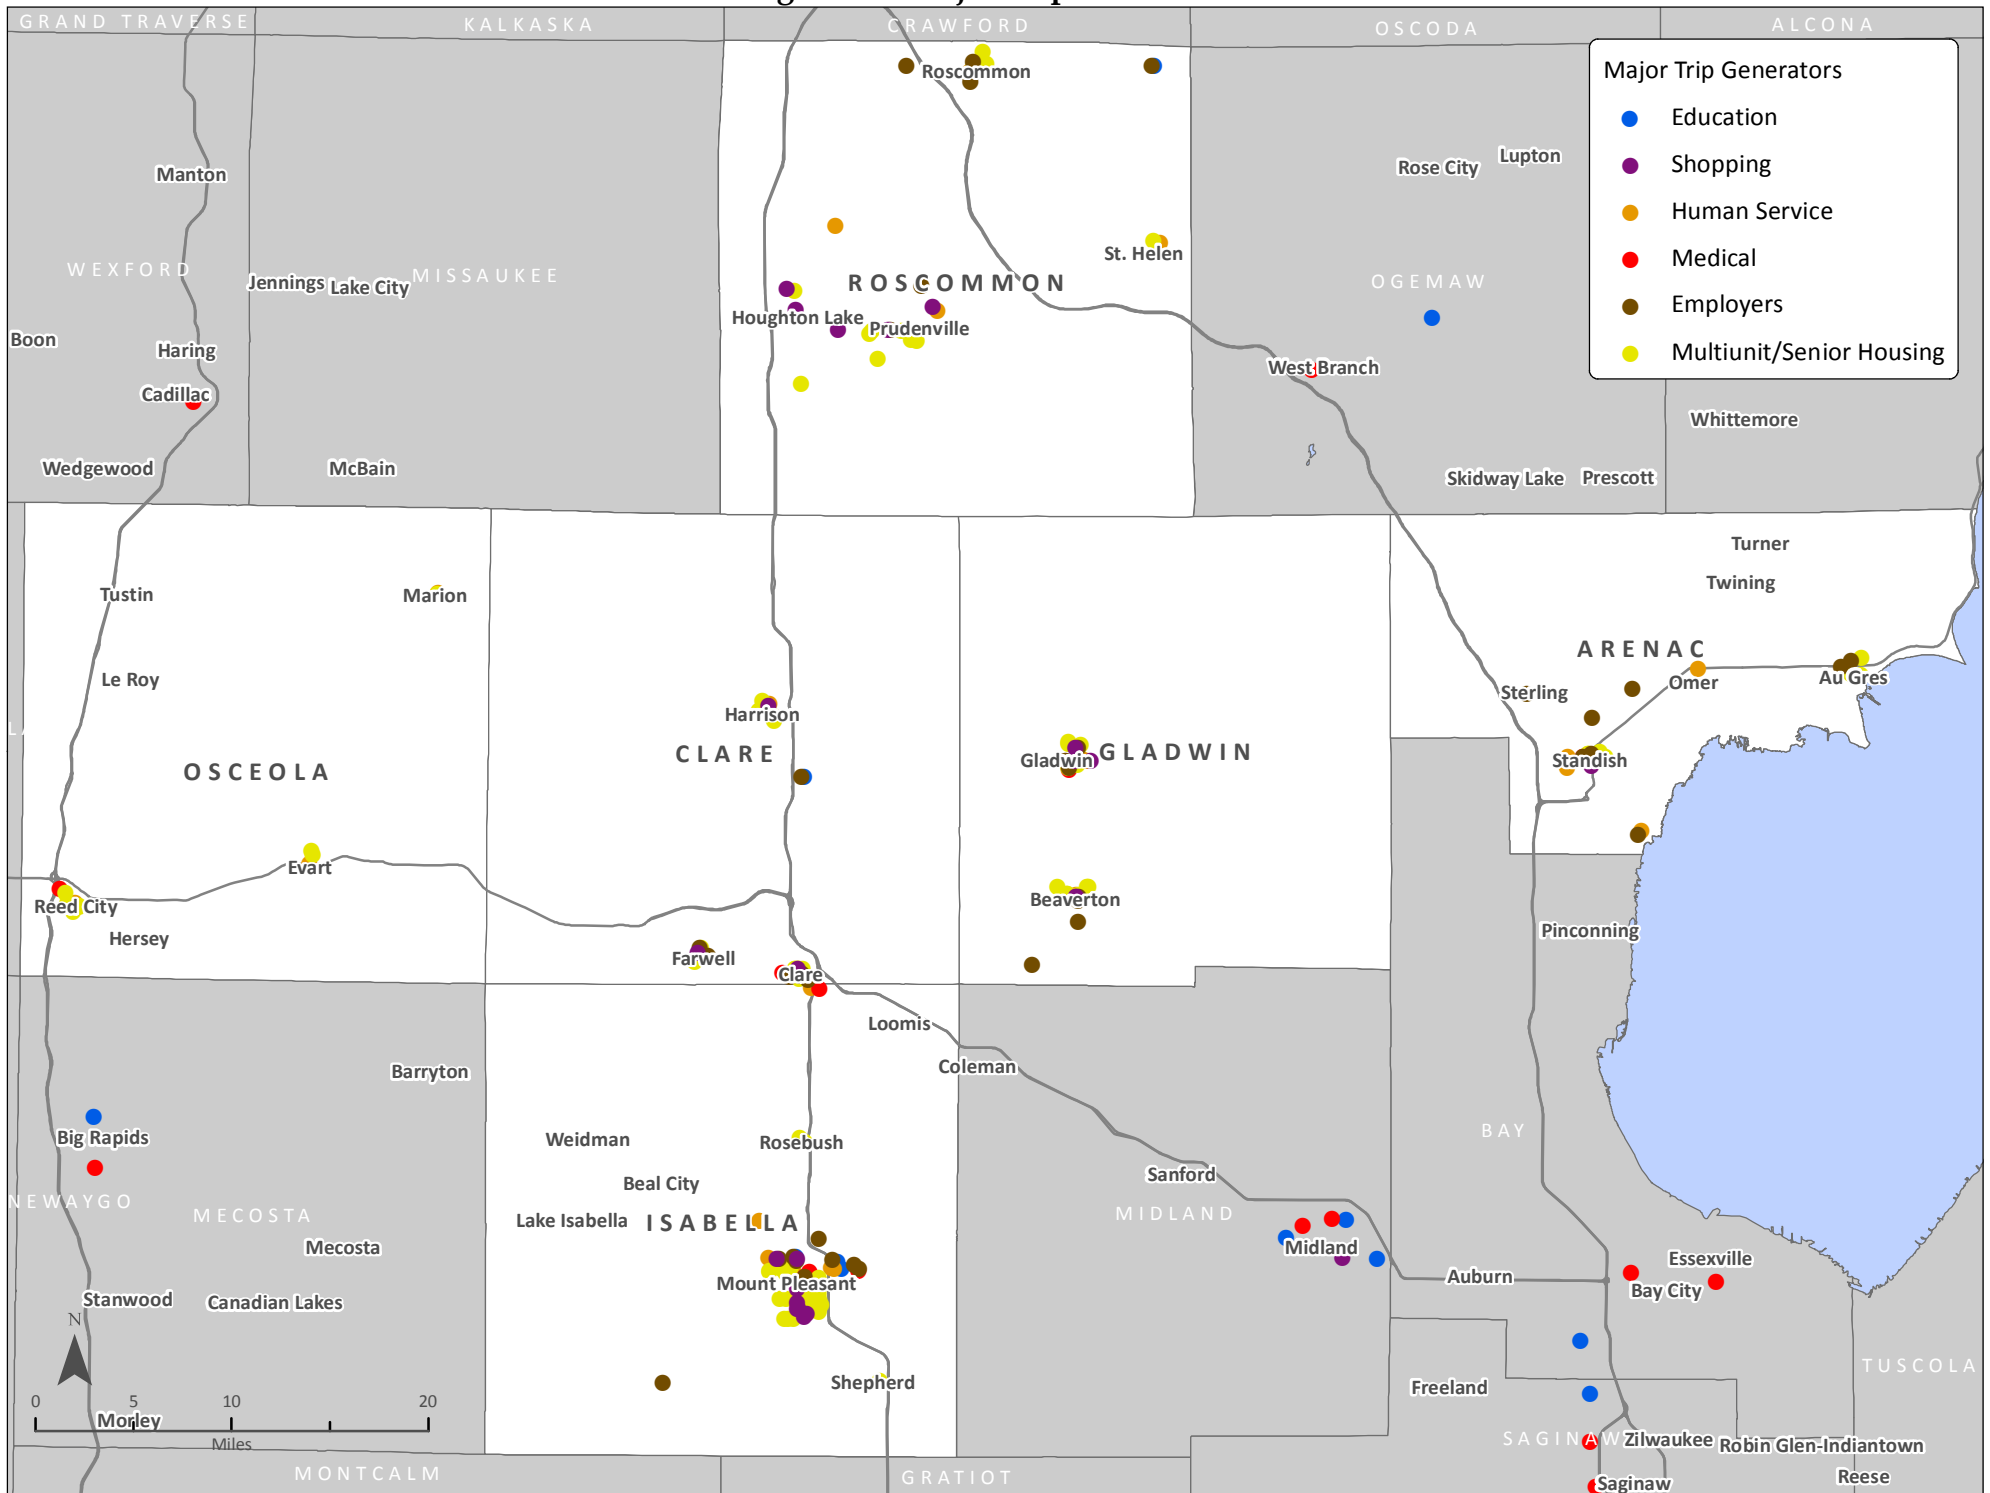 GRAND TRAVERSE
KALKASKA
CRAWFORD
OSCODA
ALCONA
Major Trip Generators
Education
Shopping
Human Service
Medical
Employers
Multiunit/Senior Housing
Roscommon
Manton
Rose City
Lupton
WEXFORD
MISSAUKEE
Jennings
Lake City
ROSCOMMON
St. Helen
OGEMAW
Houghton Lake
Prudenville
Boon
Haring
Cadillac
West Branch
Whittemore
Wedgewood
McBain
Skidway Lake
Prescott
Turner
Twining
Tustin
Marion
ARENAC
Le Roy
Sterling
Omer
Au Gres
Harrison
CLARE
Gladwin
GLADWIN
Standish
OSCEOLA
Evart
Reed City
Hersey
Beaverton
Pinconning
Farwell
Clare
Loomis
Coleman
Barryton
Big Rapids
Weidman
Rosebush
BAY
Beal City
Sanford
NEWAYGO
MECOSTA
Lake Isabella
ISABELLA
MIDLAND
Mecosta
Midland
Essexville
Mount Pleasant
Auburn
Bay City
Stanwood
Canadian Lakes
N
TUSCOLA
Shepherd
Freeland
0 5 10 20
Morley
Miles
SAGINAW
Zilwaukee
Robin Glen-Indiantown
MONTCALM
GRATIOT
Saginaw
Reese